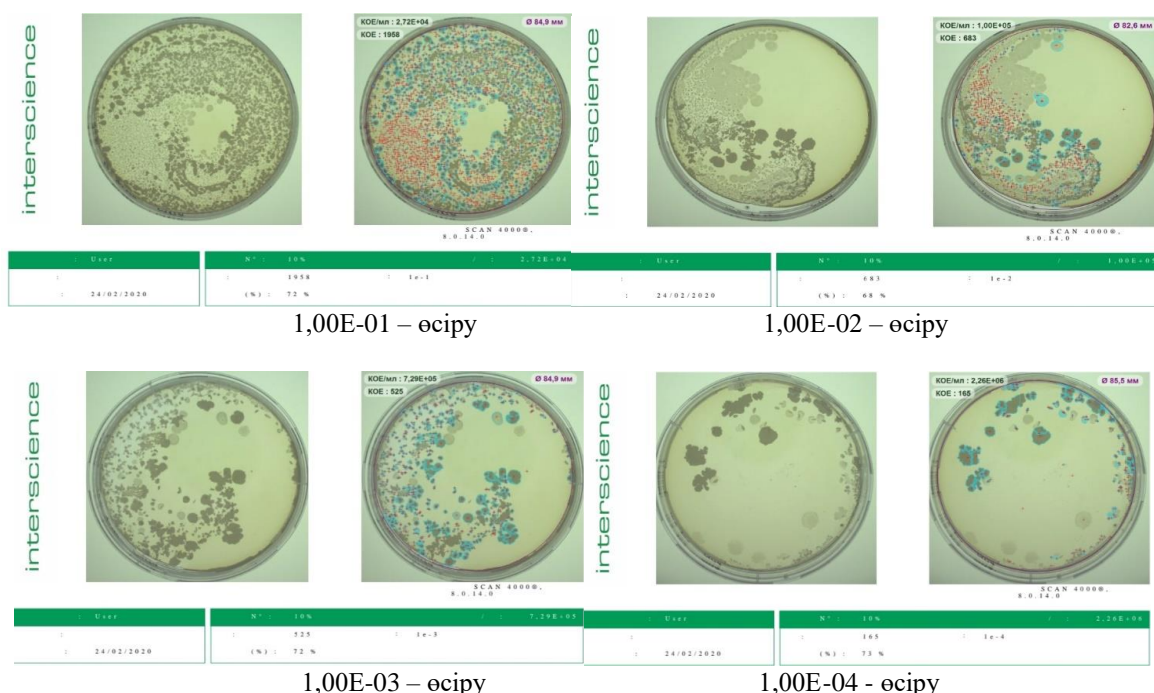 interscience
КОЕ/мл : 2,72E+04
КОЕ : 1958
Ø 84,9 мм
SCAN 4000®,
8.0.14.0
: User
: 
: 24/02/2020
N° : 10% / : 2,72E+04
: 1958 : 1e-1
(%) : 72 %
1,00E-01 – өсіру
interscience
КОЕ/мл : 1,00E+05
КОЕ : 683
Ø 82,6 мм
SCAN 4000®,
8.0.14.0
: User
:
: 24/02/2020
N° : 10% / : 1,00E+05
: 683 : 1e-2
(%) : 68 %
1,00E-02 – өсіру
interscience
КОЕ/мл : 7,29E+05
КОЕ : 525
Ø 84,9 мм
SCAN 4000®,
8.0.14.0
: User
:
: 24/02/2020
N° : 10% / : 7,29E+05
: 525 : 1e-3
(%) : 72 %
1,00E-03 – өсіру
interscience
КОЕ/мл : 2,26E+06
КОЕ : 165
Ø 85,5 мм
SCAN 4000®,
8.0.14.0
: User
:
: 24/02/2020
N° : 10% / : 2,26E+06
: 165 : 1e-4
(%) : 73 %
1,00E-04 - өсіру